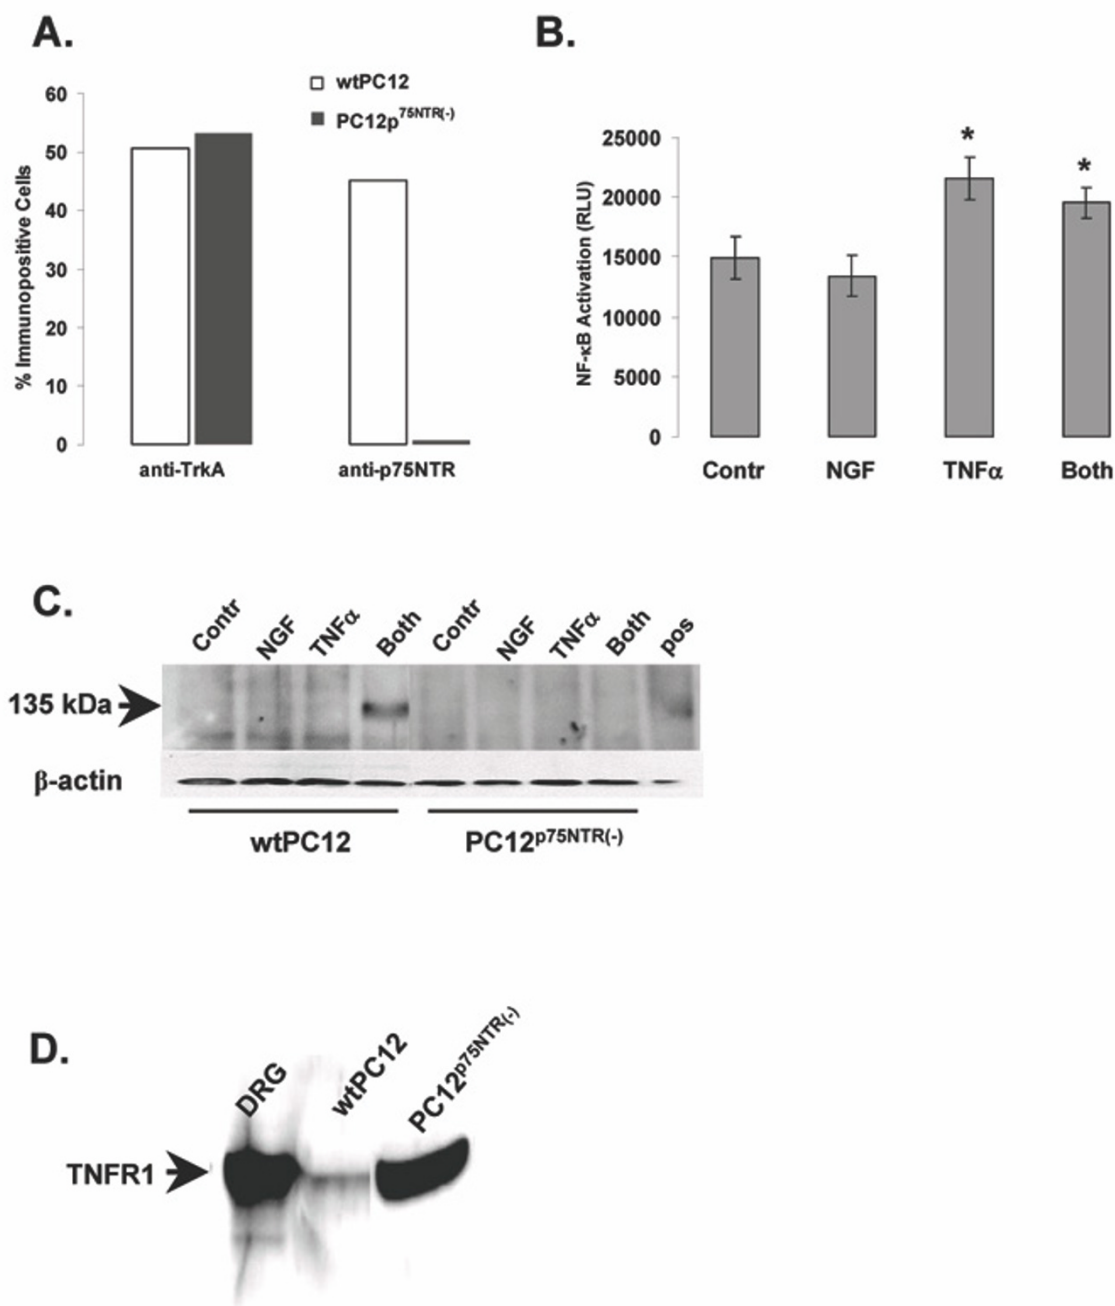 A.
wtPC12
PC12p75NTR(-)
60
50
40
30
20
10
0
% Immunopositive Cells
anti-TrkA
anti-p75NTR
B.
25000
20000
15000
10000
5000
0
NF-κB Activation (RLU)
*
*
Contr
NGF
TNFα
Both
C.
Contr NGF TNFα Both Contr NGF TNFα Both pos
135 kDa
β-actin
wtPC12
PC12p75NTR(-)
D.
DRG wtPC12 PC12p75NTR(-)
TNFR1